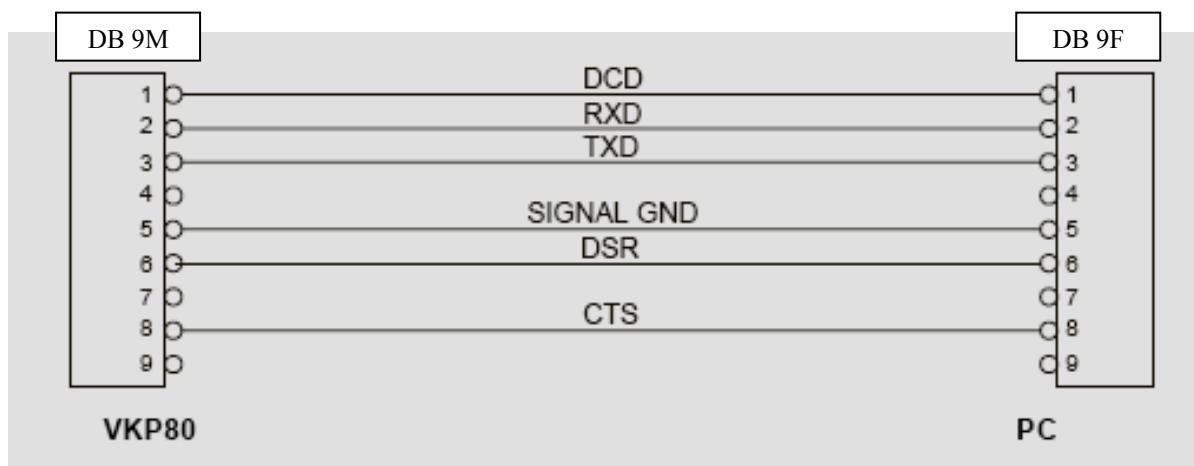 DB 9M DB 9F
DCD
1 1
RXD
2 2
TXD
3 3
4 4
SIGNAL GND
5 5
DSR
6 6
7 7
CTS
8 8
9 9
VKP80 PC